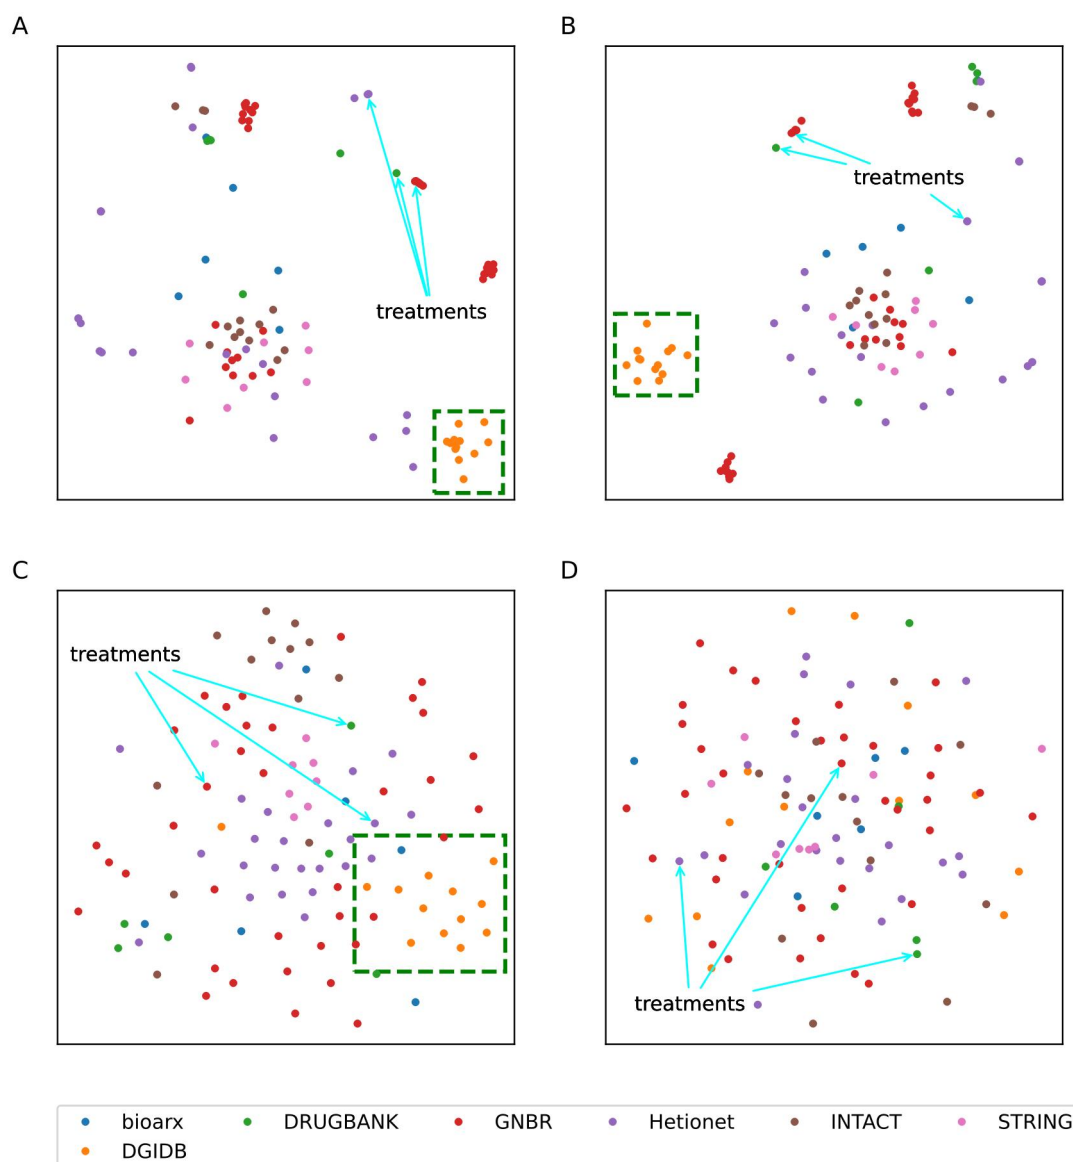 A
B
treatments
treatments
C
D
treatments
treatments
bioarx DRUGBANK GNBR Hetionet INTACT STRING
DGIDB